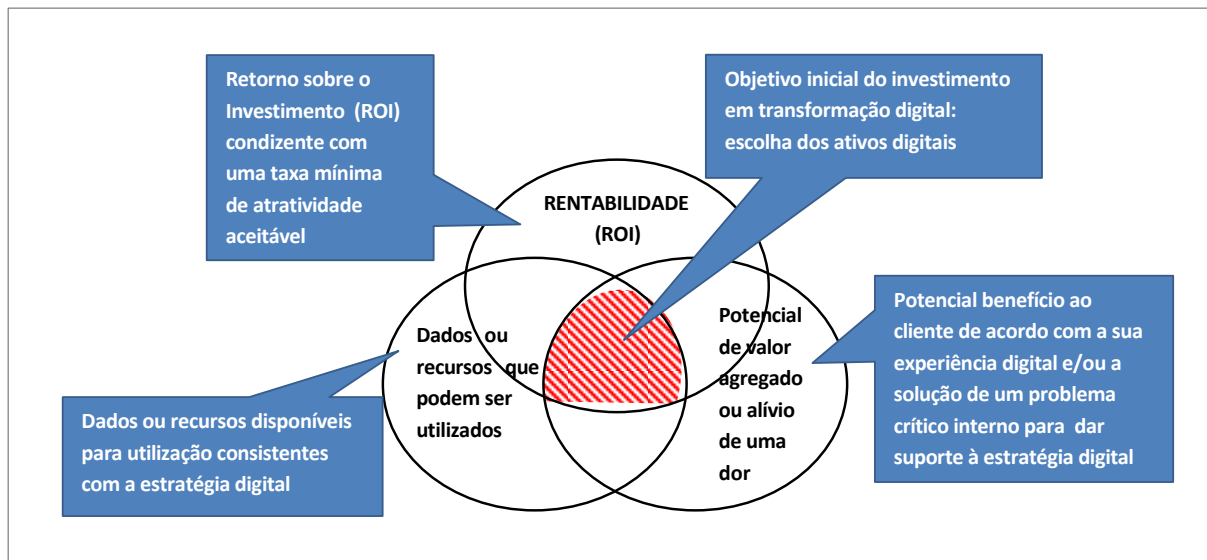 Retorno sobre o
Investimento (ROI)
condizente com
uma taxa mínima
de atratividade
aceitável
Objetivo inicial do investimento
em transformação digital:
escolha dos ativos digitais
RENTABILIDADE
(ROI)
Dados ou
recursos que
podem ser
utilizados
Potencial
de valor
agregado
ou alívio
de uma
dor
Potencial benefício ao
cliente de acordo com a sua
experiência digital e/ou a
solução de um problema
crítico interno para dar
suporte à estratégia digital
Dados ou recursos disponíveis
para utilização consistentes
com a estratégia digital